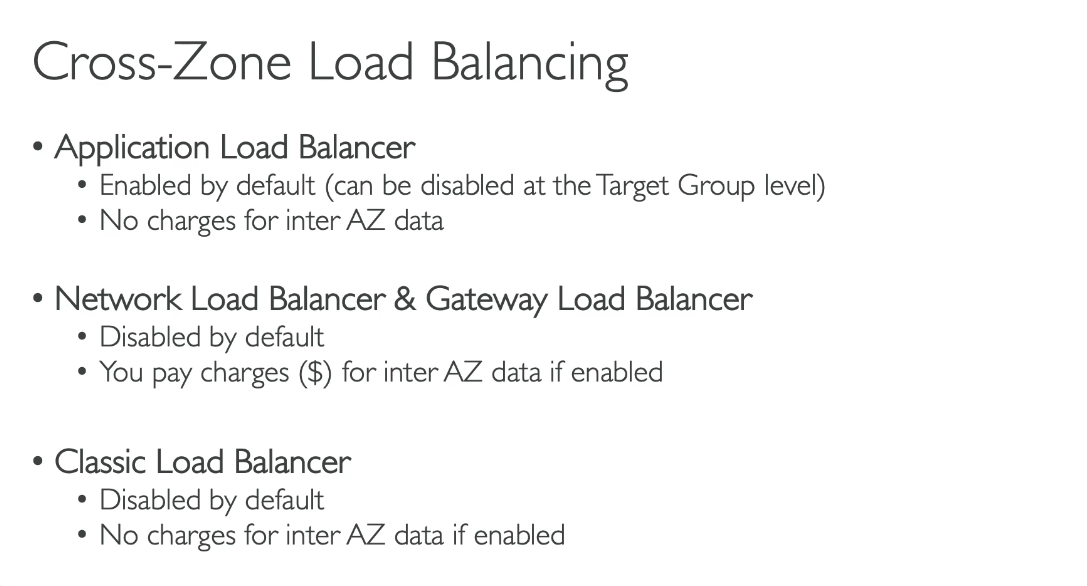 Cross-Zone Load Balancing
• Application Load Balancer
• Enabled by default (can be disabled at the Target Group level)
• No charges for inter AZ data
• Network Load Balancer & Gateway Load Balancer
• Disabled by default
• You pay charges ($) for inter AZ data if enabled
• Classic Load Balancer
• Disabled by default
• No charges for inter AZ data if enabled